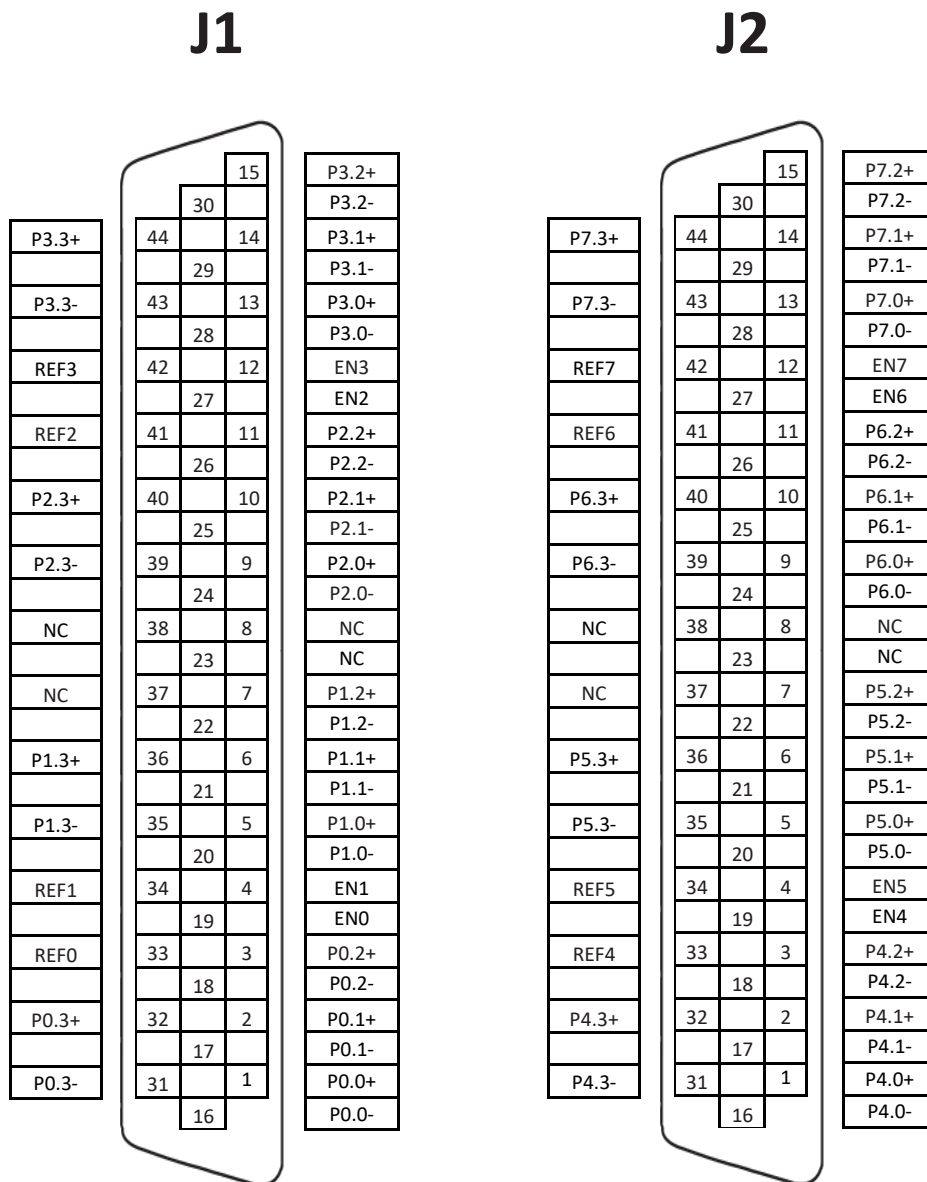 J1 J2
15 P3.2+ 15 P7.2+
30 P3.2- 30 P7.2-
P3.3+ 44 14 P3.1+ P7.3+ 44 14 P7.1+
29 P3.1- 29 P7.1-
P3.3- 43 13 P3.0+ P7.3- 43 13 P7.0+
28 P3.0- 28 P7.0-
REF3 42 12 EN3 REF7 42 12 EN7
27 EN2 27 EN6
REF2 41 11 P2.2+ REF6 41 11 P6.2+
26 P2.2- 26 P6.2-
P2.3+ 40 10 P2.1+ P6.3+ 40 10 P6.1+
25 P2.1- 25 P6.1-
P2.3- 39 9 P2.0+ P6.3- 39 9 P6.0+
24 P2.0- 24 P6.0-
NC 38 8 NC NC 38 8 NC
23 NC 23 NC
NC 37 7 P1.2+ NC 37 7 P5.2+
22 P1.2- 22 P5.2-
P1.3+ 36 6 P1.1+ P5.3+ 36 6 P5.1+
21 P1.1- 21 P5.1-
P1.3- 35 5 P1.0+ P5.3- 35 5 P5.0+
20 P1.0- 20 P5.0-
REF1 34 4 EN1 REF5 34 4 EN5
19 EN0 19 EN4
REF0 33 3 P0.2+ REF4 33 3 P4.2+
18 P0.2- 18 P4.2-
P0.3+ 32 2 P0.1+ P4.3+ 32 2 P4.1+
17 P0.1- 17 P4.1-
P0.3- 31 1 P0.0+ P4.3- 31 1 P4.0+
16 P0.0- 16 P4.0-